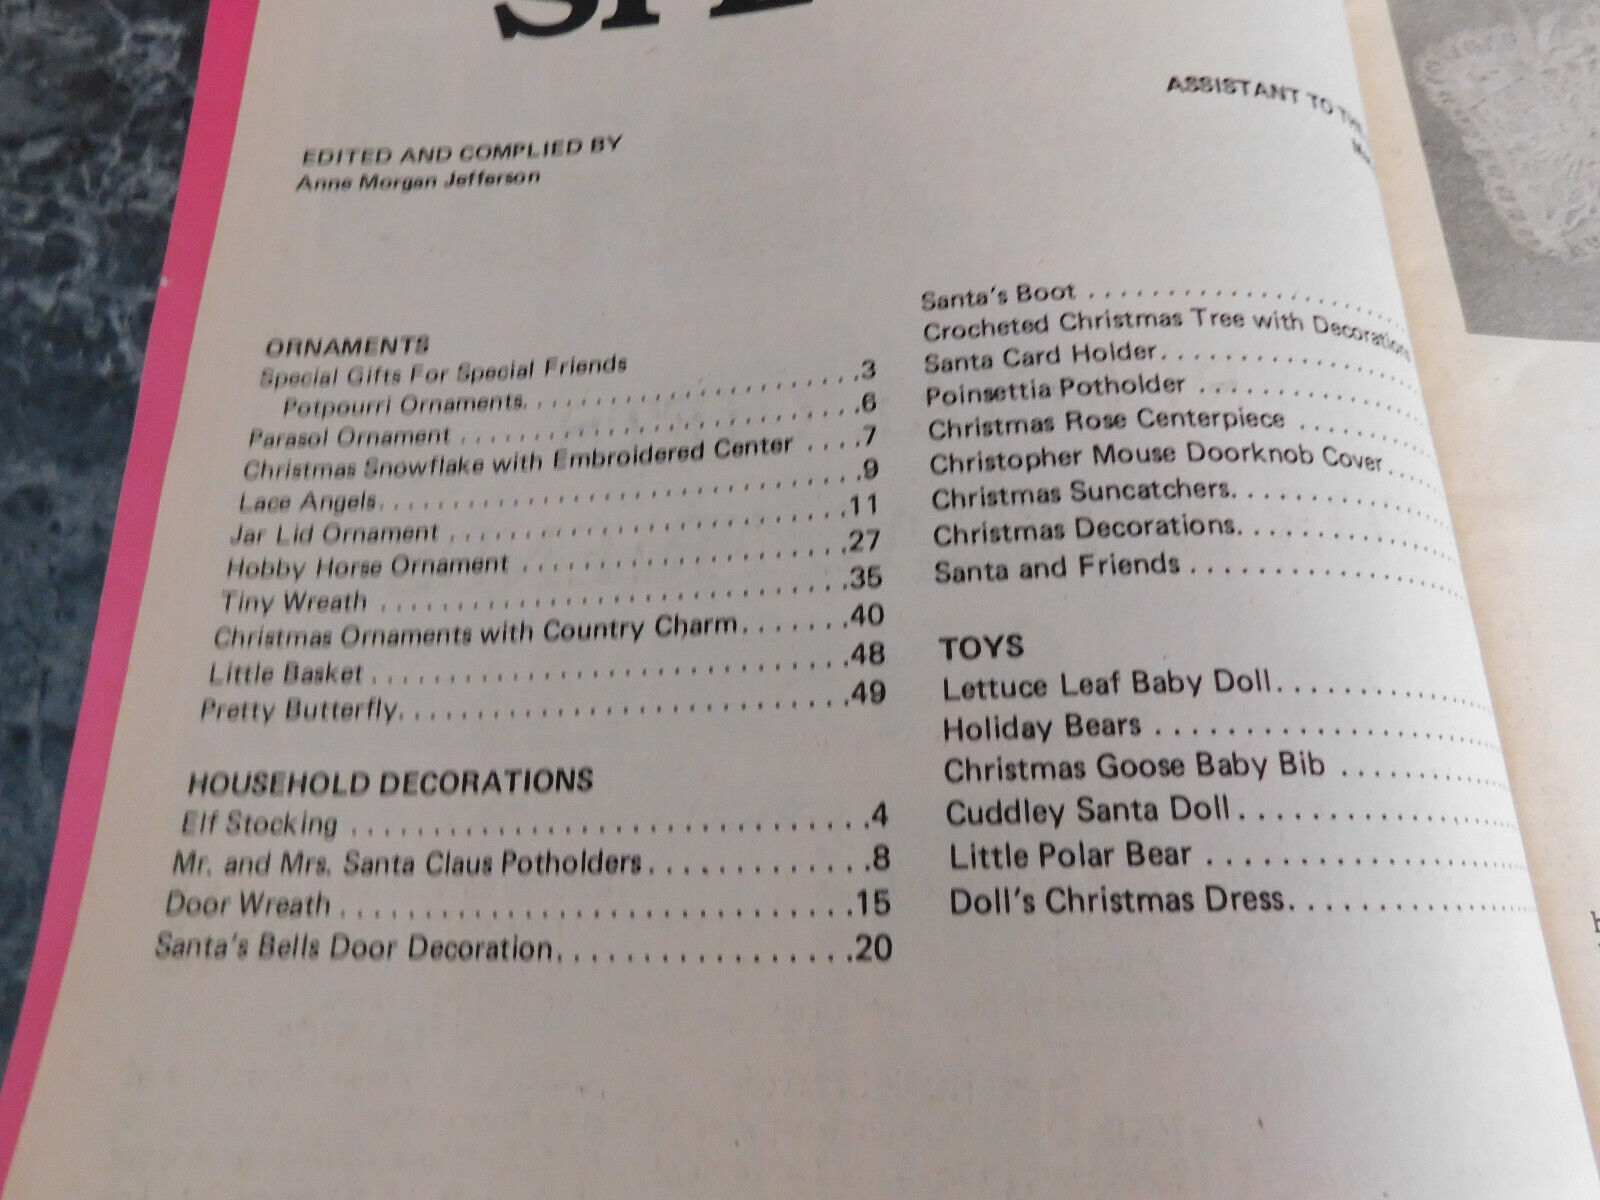 EDITED AND COMPLIED BY
Anne Morgan Jefferson
ASSISTANT TO THE
ORNAMENTS
Special Gifts For Special Friends
Potpourri Ornaments. . . . . . . . . . . . . . . . . . . . . . .3
Parasol Ornament . . . . . . . . . . . . . . . . . . . . . . . . . .6
Christmas Snowflake with Embroidered Center . . . .7
Lace Angels. . . . . . . . . . . . . . . . . . . . . . . . . . . . . . .9
Jar Lid Ornament . . . . . . . . . . . . . . . . . . . . . . . . .11
Hobby Horse Ornament . . . . . . . . . . . . . . . . . . . .27
Tiny Wreath . . . . . . . . . . . . . . . . . . . . . . . . . . . . .35
Christmas Ornaments with Country Charm. . . . . . .40
Little Basket . . . . . . . . . . . . . . . . . . . . . . . . . . . . .48
Pretty Butterfly. . . . . . . . . . . . . . . . . . . . . . . . . . .49
HOUSEHOLD DECORATIONS
Elf Stocking . . . . . . . . . . . . . . . . . . . . . . . . . . . . .4
Mr. and Mrs. Santa Claus Potholders. . . . . . . . . . . .8
Door Wreath . . . . . . . . . . . . . . . . . . . . . . . . . . . .15
Santa's Bells Door Decoration. . . . . . . . . . . . . . . .20
Santa's Boot . . . . . . . . . . . . . . . . .
Crocheted Christmas Tree with Decorations
Santa Card Holder. . . . . . . . . . . . . . .
Poinsettia Potholder . . . . . . . . . . . . .
Christmas Rose Centerpiece . . . . . . . .
Christopher Mouse Doorknob Cover. . . .
Christmas Suncatchers. . . . . . . . . . . .
Christmas Decorations. . . . . . . . . . . .
Santa and Friends . . . . . . . . . . . . . . .
TOYS
Lettuce Leaf Baby Doll. . . . . . . . . . . .
Holiday Bears . . . . . . . . . . . . . . . . . .
Christmas Goose Baby Bib . . . . . . . . .
Cuddley Santa Doll. . . . . . . . . . . . . . .
Little Polar Bear . . . . . . . . . . . . . . . .
Doll's Christmas Dress. . . . . . . . . . . .